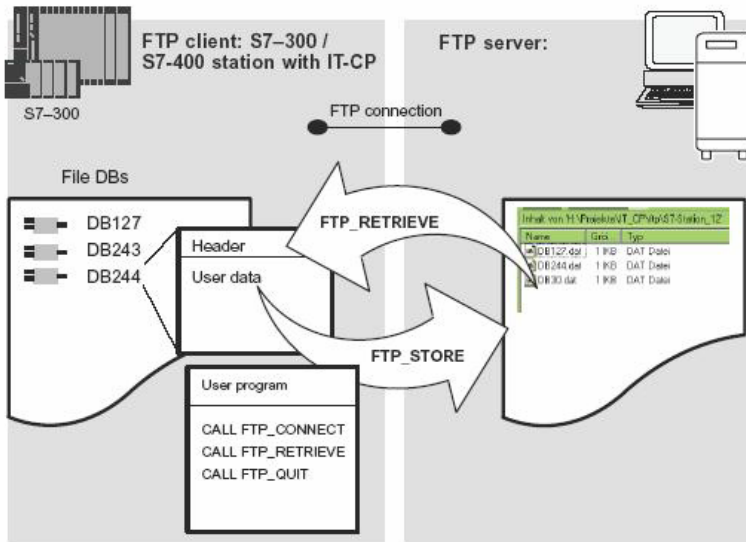 FTP client: S7–300 /
S7-400 station with IT-CP
FTP server:
S7–300
FTP connection
File DBs
DB127
DB243
DB244
Header
User data
FTP_RETRIEVE
FTP_STORE
Name Grö Typ
DB127.dat 1 KB DAT Datei
DB244.dat 1 KB DAT Datei
DB30.dat 1 KB DAT Datei
User program
CALL FTP_CONNECT
CALL FTP_RETRIEVE
CALL FTP_QUIT